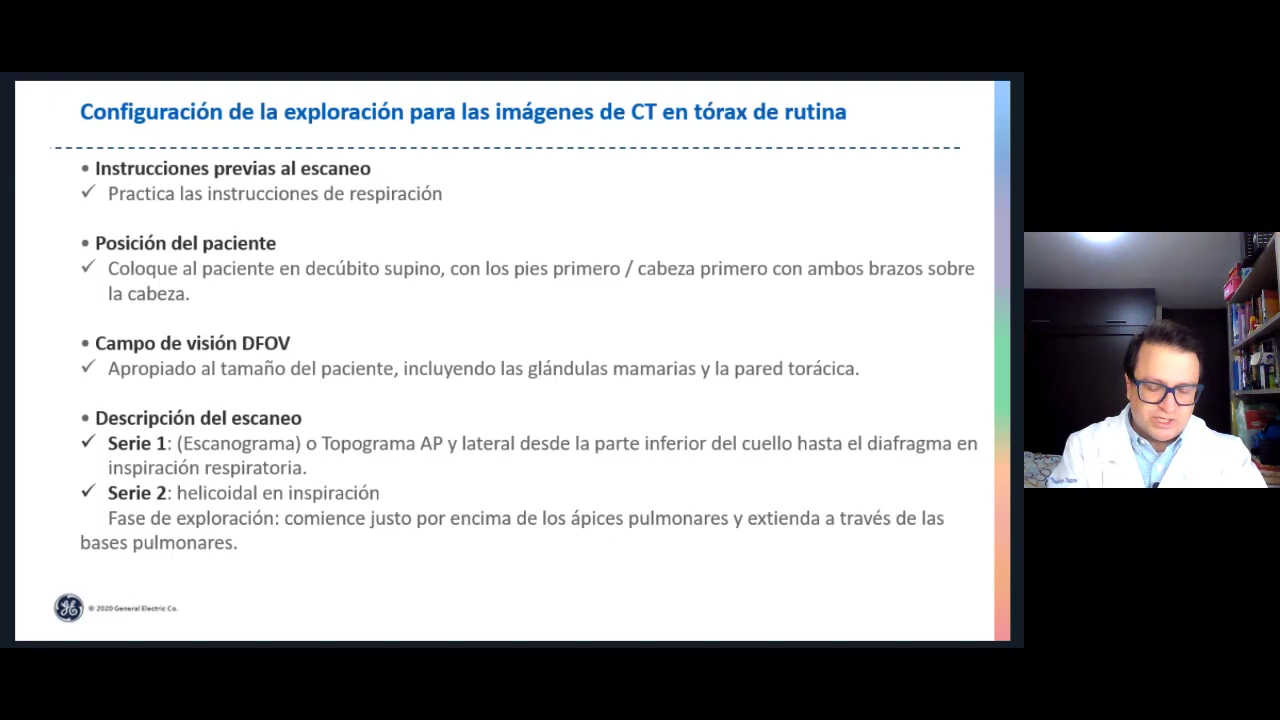 Configuración de la exploración para las imágenes de CT en tórax de rutina
• Instrucciones previas al escaneo
✓ Practica las instrucciones de respiración
• Posición del paciente
✓ Coloque al paciente en decúbito supino, con los pies primero / cabeza primero con ambos brazos sobre
la cabeza.
• Campo de visión DFOV
✓ Apropiado al tamaño del paciente, incluyendo las glándulas mamarias y la pared torácica.
• Descripción del escaneo
✓ Serie 1: (Escanograma) o Topograma AP y lateral desde la parte inferior del cuello hasta el diafragma en
inspiración respiratoria.
✓ Serie 2: helicoidal en inspiración
Fase de exploración: comience justo por encima de los ápices pulmonares y extienda a través de las
bases pulmonares.
© 2020 General Electric Co.